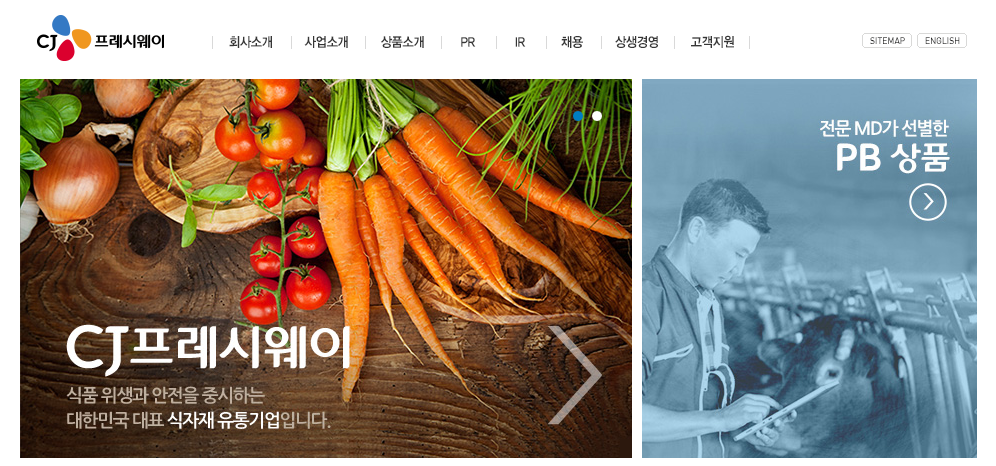 CJ 프레시웨이
회사소개 사업소개 상품소개 PR IR 채용 상생경영 고객지원
SITEMAP ENGLISH
전문 MD가 선별한
PB 상품
CJ프레시웨이
식품 위생과 안전을 중시하는
대한민국 대표 식자재 유통기업입니다.